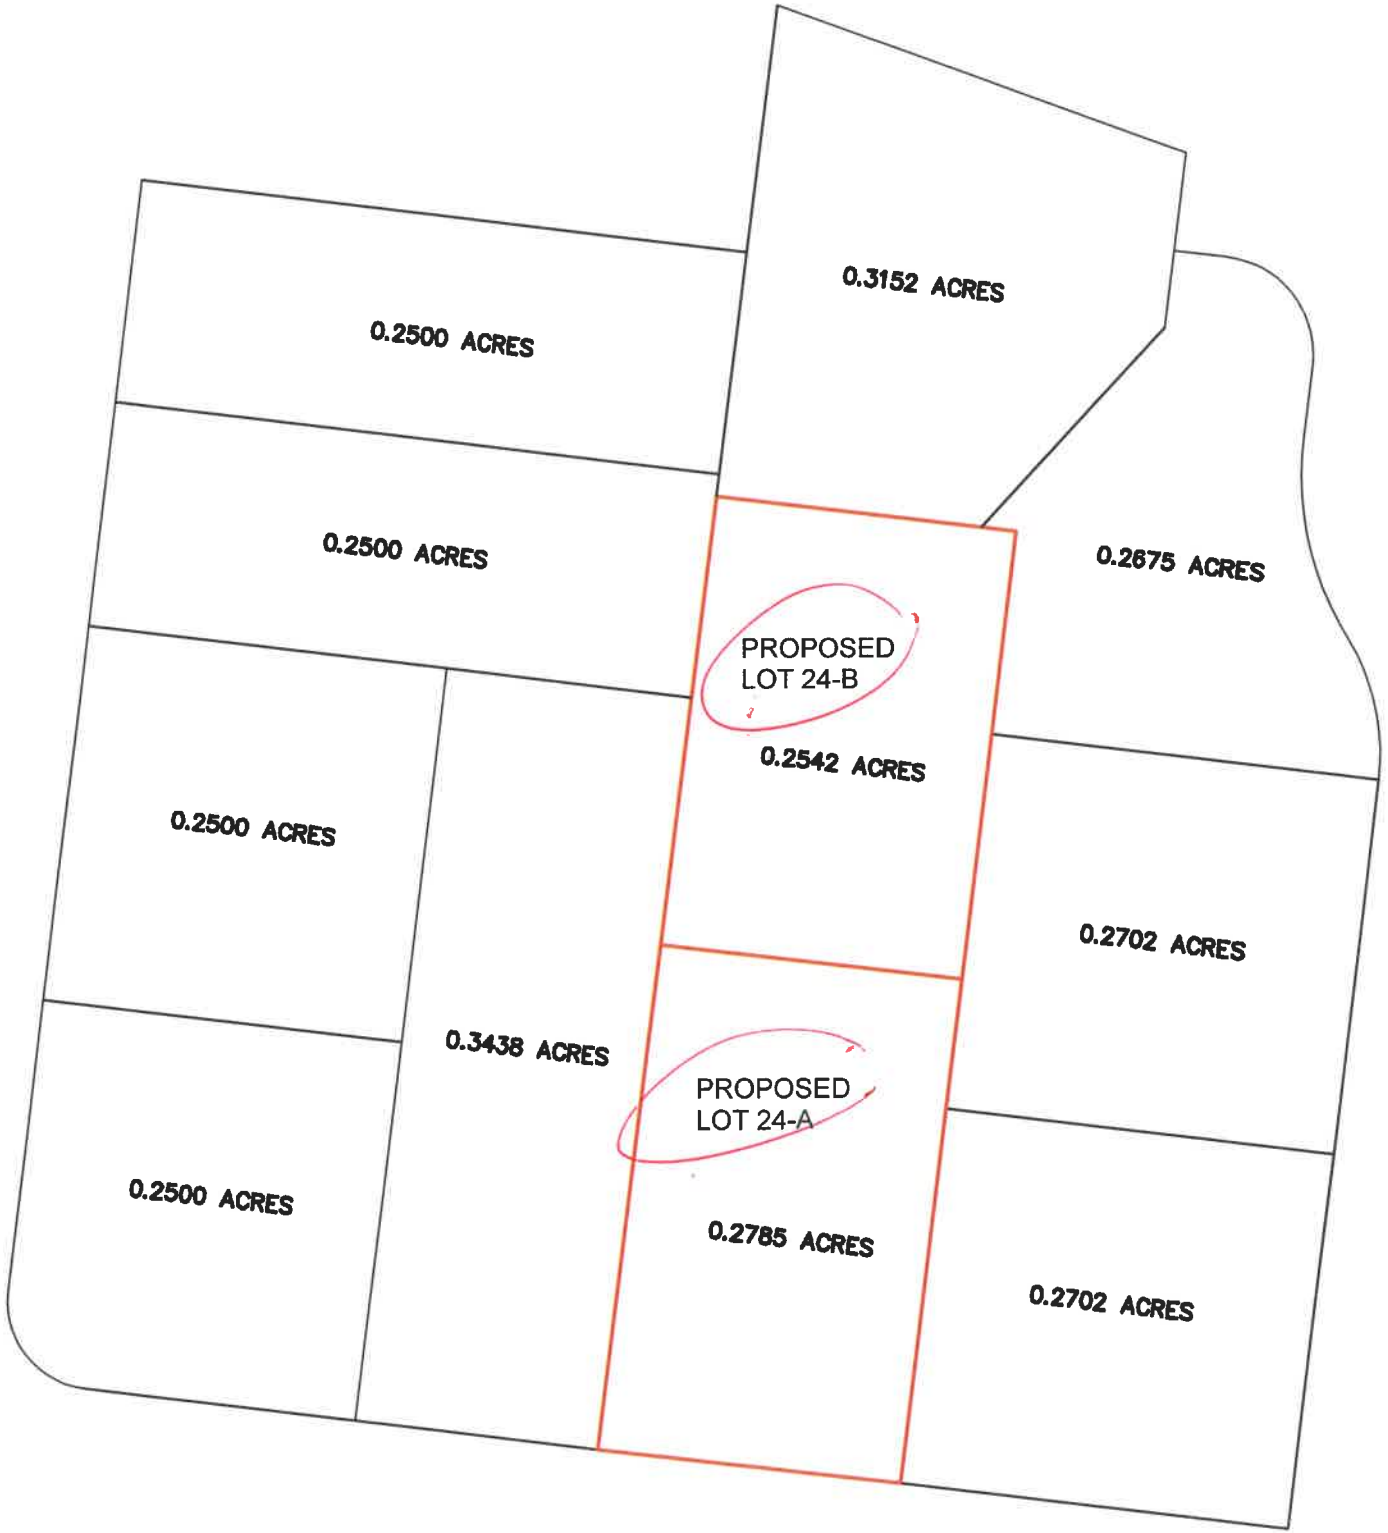 0.3152 ACRES
0.2500 ACRES
0.2500 ACRES
0.2675 ACRES
PROPOSED
LOT 24-B
0.2542 ACRES
0.2500 ACRES
0.2702 ACRES
0.3438 ACRES
PROPOSED
LOT 24-A
0.2500 ACRES
0.2785 ACRES
0.2702 ACRES